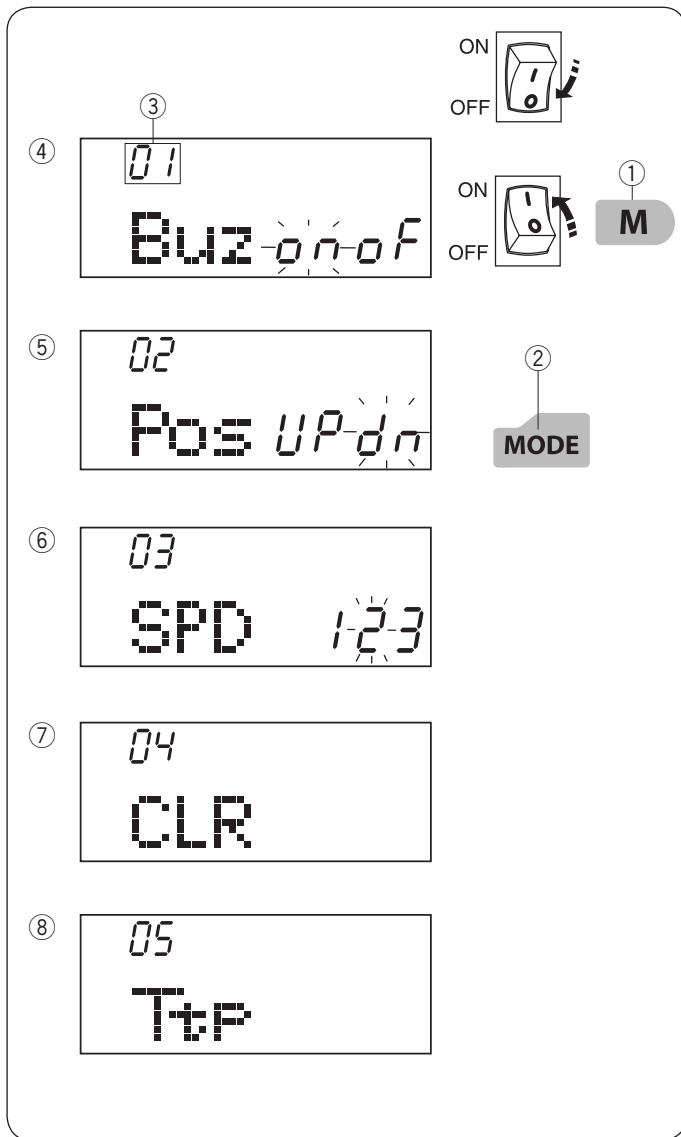 ON
OFF
③
④
01
Buz on oF
ON
OFF
①
M
⑤
02
Pos UP dn
②
MODE
⑥
03
SPD 1 2 3
⑦
04
CLR
⑧
05
Ttp